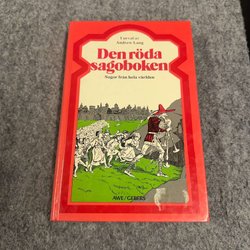 Urval av
Andrew Lang
Den röda
sagoboken
Sagor från hela världen
AWE/GEBERS